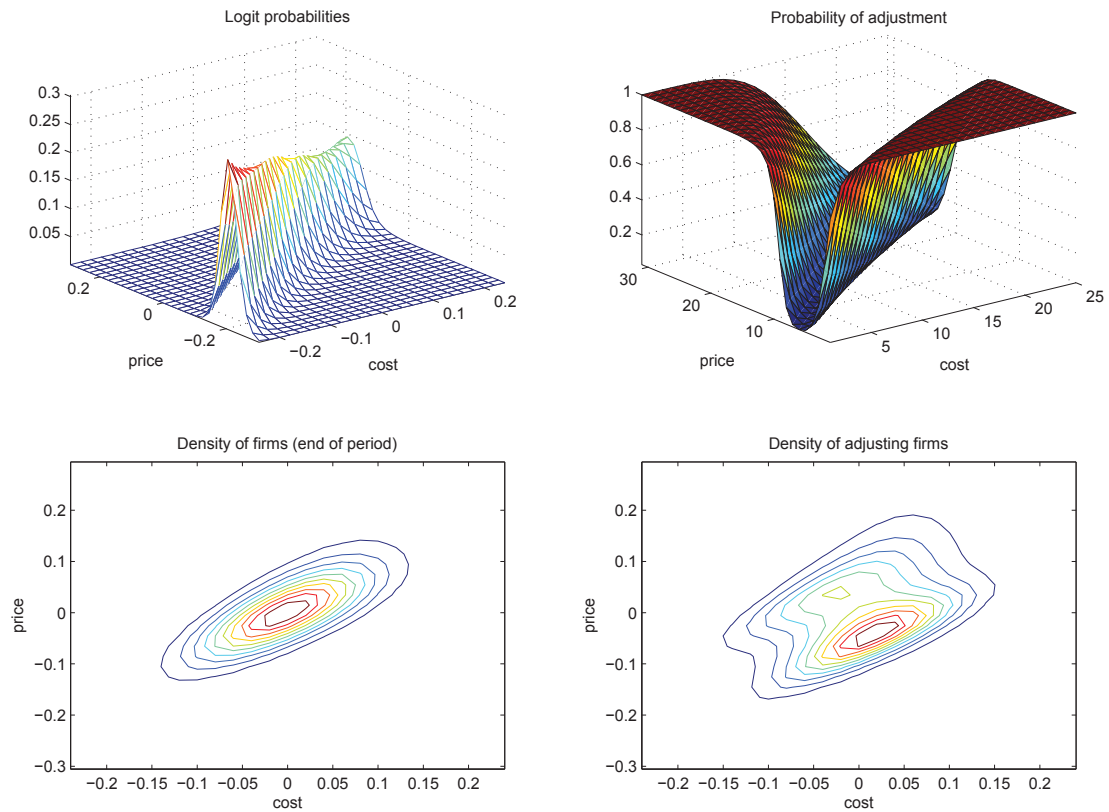 Logit probabilities
0.3
0.25
0.2
0.15
0.1
0.05
0.2
0
−0.2
price
−0.2
−0.1
0
0.1
0.2
cost
Probability of adjustment
1
0.8
0.6
0.4
0.2
30
20
10
price
5
10
15
20
25
cost
Density of firms (end of period)
0.2
0.1
0
−0.1
−0.2
−0.3
price
−0.2 −0.15 −0.1 −0.05 0 0.05 0.1 0.15 0.2
cost
Density of adjusting firms
0.2
0.1
0
−0.1
−0.2
−0.3
price
−0.2 −0.15 −0.1 −0.05 0 0.05 0.1 0.15 0.2
cost